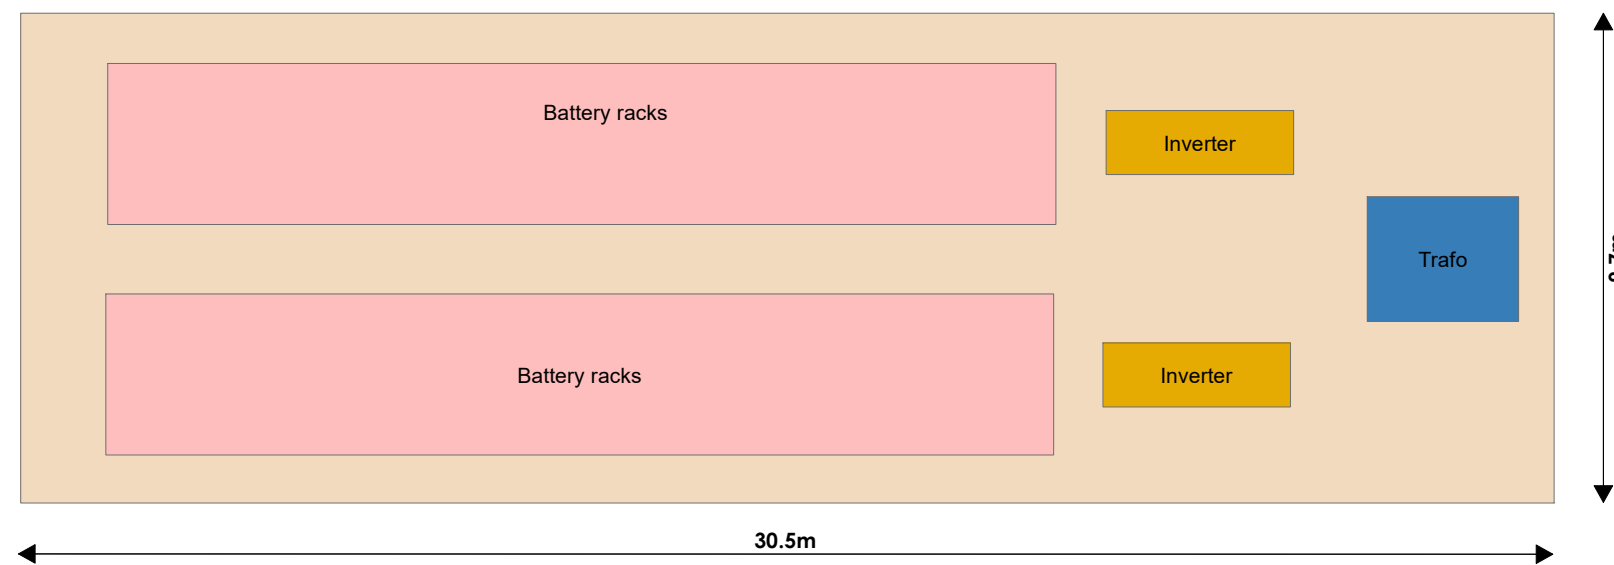 Battery racks
Inverter
Trafo
Battery racks
Inverter
30.5m